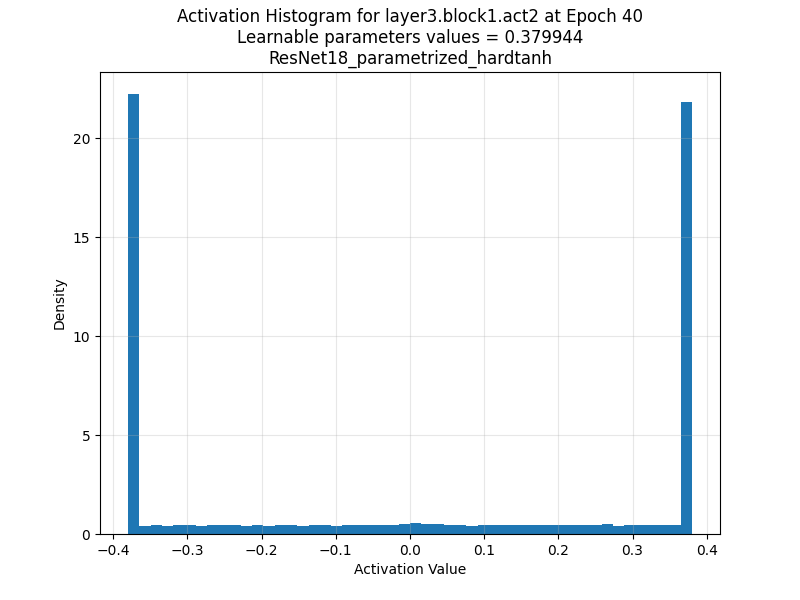 Activation Histogram for layer3.block1.act2 at Epoch 40
Learnable parameters values = 0.379944
ResNet18_parametrized_hardtanh
Density
20
15
10
5
0
−0.4 −0.3 −0.2 −0.1 0.0 0.1 0.2 0.3 0.4
Activation Value